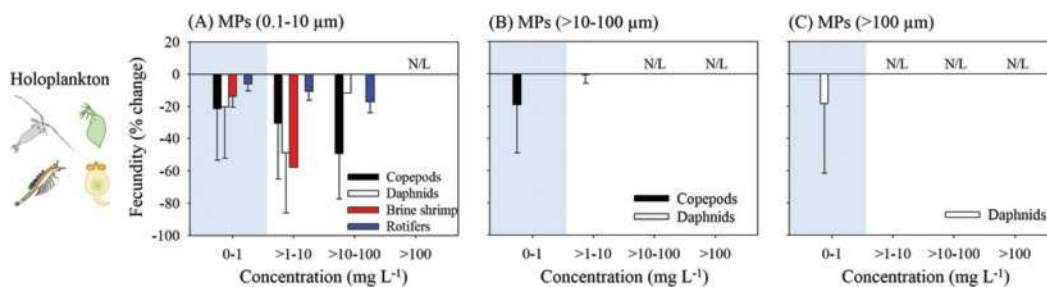 (A) MPs (0.1-10 µm)
(B) MPs (>10-100 µm)
(C) MPs (>100 µm)
Holoplankton
Fecundity (% change)
20
0
-20
-40
-60
-80
-100
N/L
Copepods
Daphnids
Brine shrimp
Rotifers
0-1
>1-10
>10-100
>100
Concentration (mg L⁻¹)
N/L
N/L
Copepods
Daphnids
0-1
>1-10
>10-100
>100
Concentration (mg L⁻¹)
N/L
N/L
N/L
Daphnids
0-1
>1-10
>10-100
>100
Concentration (mg L⁻¹)